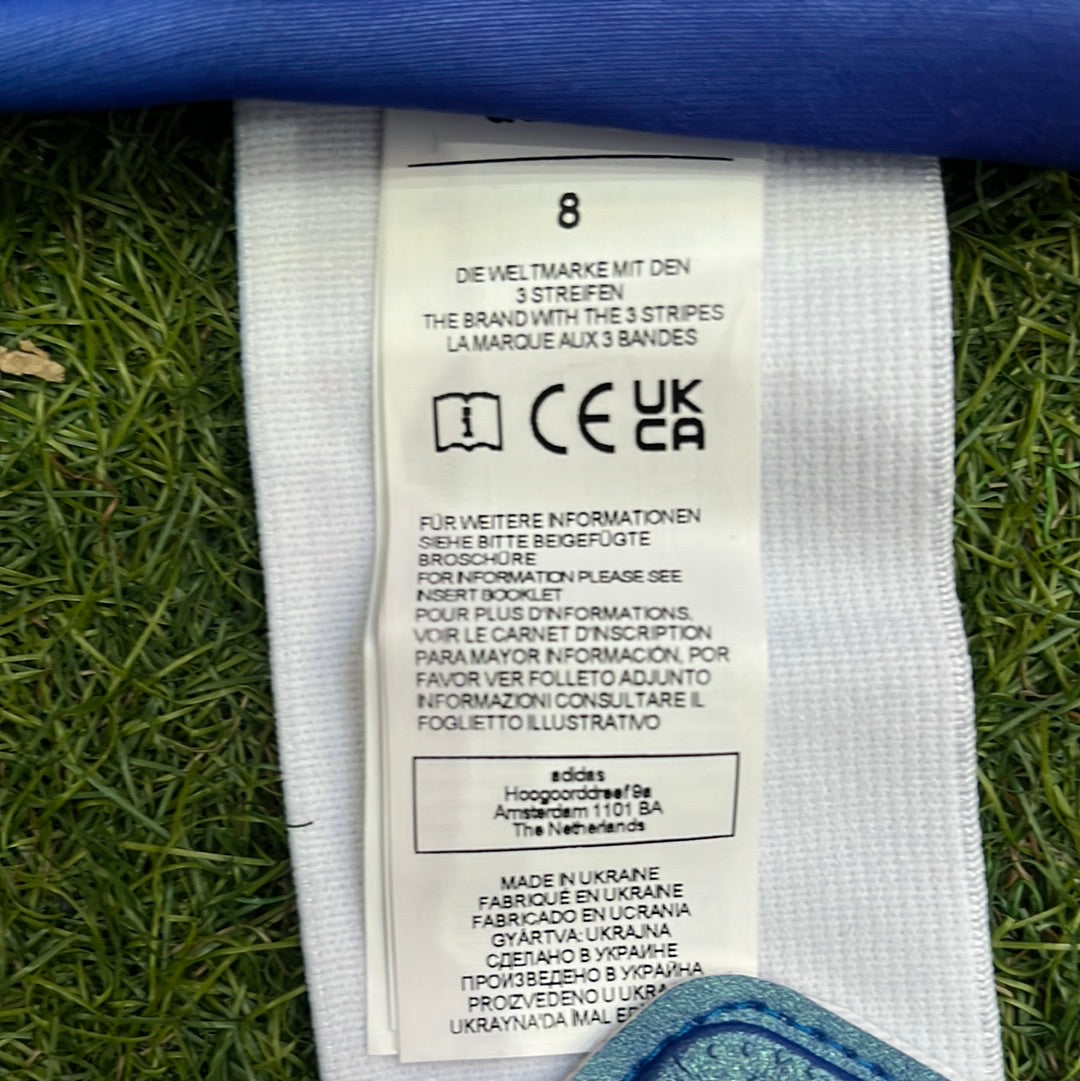 8
DIE WELTMARKE MIT DEN
3 STREIFEN
THE BRAND WITH THE 3 STRIPES
LA MARQUE AUX 3 BANDES
i CE UK
CA
FÜR WEITERE INFORMATIONEN
SIEHE BITTE BEIGEFÜGTE
BROSCHÜRE
FOR INFORMATION PLEASE SEE
INSERT BOOKLET
POUR PLUS D'INFORMATIONS,
VOIR LE CARNET D'INSCRIPTION
PARA MAYOR INFORMACIÓN, POR
FAVOR VER FOLLETO ADJUNTO
INFORMAZIONI CONSULTARE IL
FOGLIETTO ILLUSTRATIVO
adidas
Hoogoorddreef 9a
Amsterdam 1101 BA
The Netherlands
MADE IN UKRAINE
FABRIQUÉ EN UKRAINE
FABRICADO EN UCRANIA
GYÁRTVA: UKRAJNA
СДЕЛАНО В УКРАИНЕ
ПРОИЗВЕДЕНО В УКРАЙНА
PROIZVEDENO U
UKRAYNA'DA İMAL